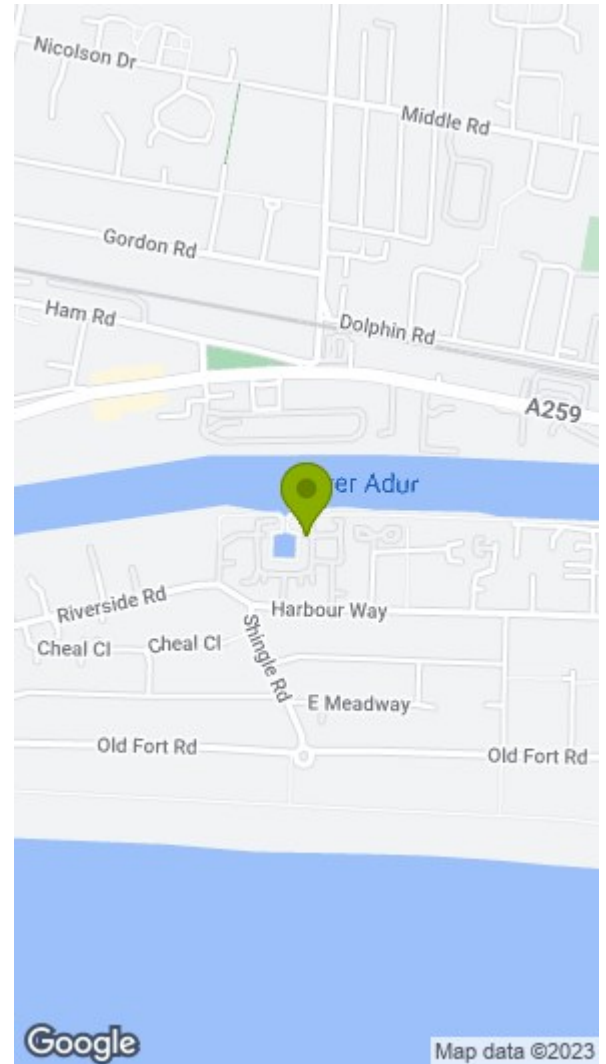 Nicolson Dr
Middle Rd
Gordon Rd
Ham Rd
Dolphin Rd
A259
Adur
Riverside Rd
Harbour Way
Cheal Cl
Cheal Cl
Shingle Rd
E Meadway
Old Fort Rd
Old Fort Rd
Google
Map data ©2023